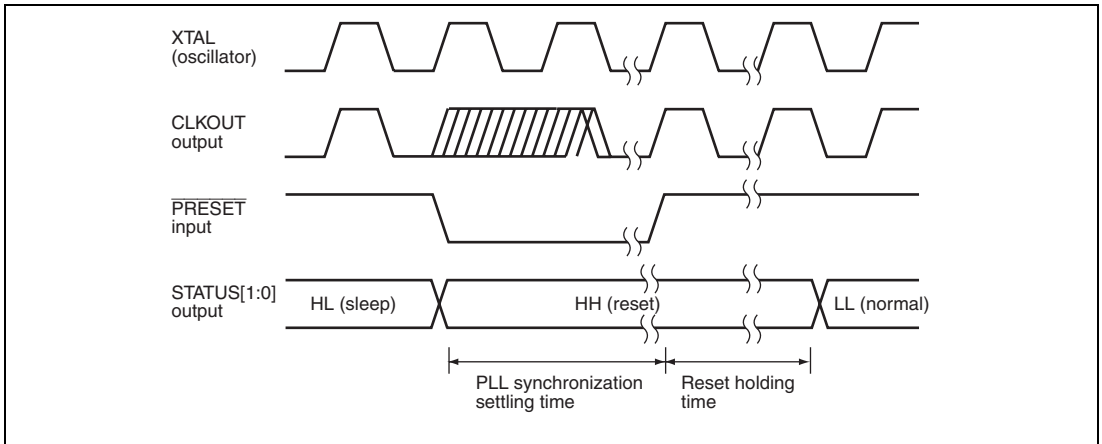 XTAL
(oscillator)
CLKOUT
output
PRESET
input
STATUS[1:0]
output
HL (sleep)
HH (reset)
LL (normal)
PLL synchronization
settling time
Reset holding
time